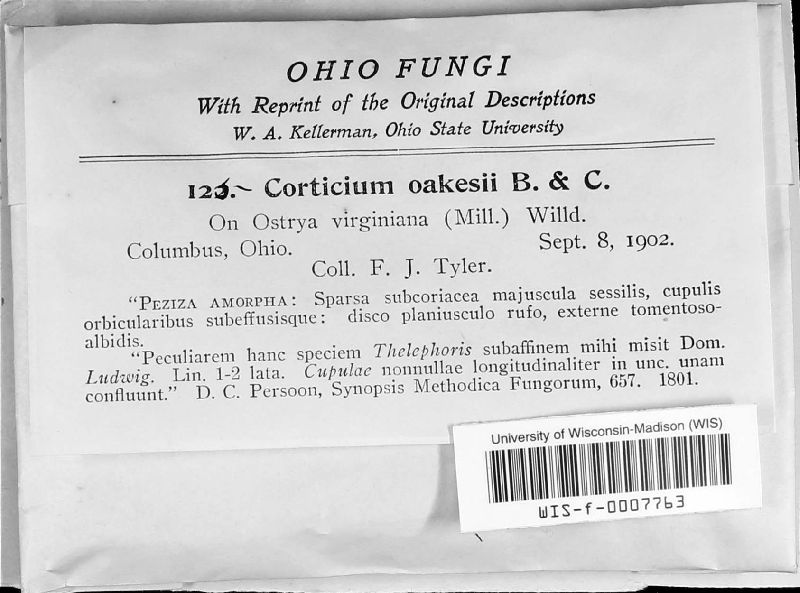 OHIO FUNGI
With Reprint of the Original Descriptions
W. A. Kellerman, Ohio State University
Corticium oakesii B. & C.
On Ostrya virginiana (Mill.) Willd.
Columbus, Ohio. Sept. 8, 1902.
Coll. F. J. Tyler.
"PEZIZA AMORPHA: Sparsa subcoriacea majuscula sessilis, cupulis
orbicularibus subeffusisque: disco planiusculo rufo, externe tomentoso-
albidis.
"Peculiarem hanc speciem Thelephoris subaffinem mihi misit Dom.
Ludwig. Lin. 1-2 lata. Cupulae nonnullae longitudinaliter in unc. unam
confluunt." D. C. Persoon, Synopsis Methodica Fungorum, 657. 1801.
University of Wisconsin-Madison (WIS)
WIS-f-0007763